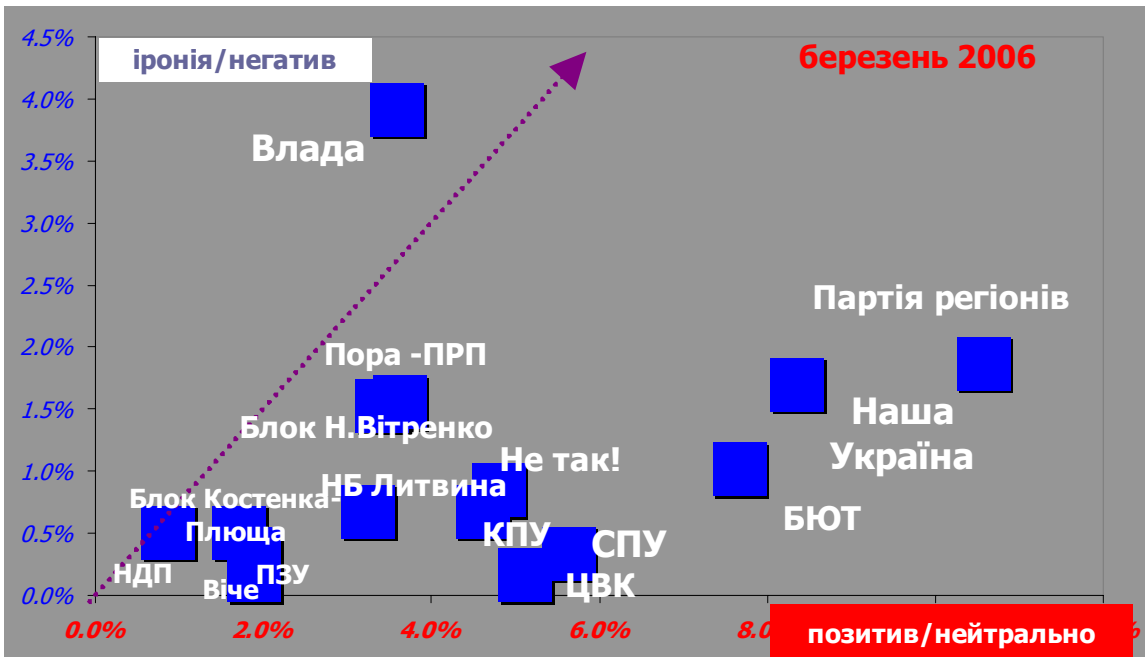 4.5%
іронія/негатив
березень 2006
4.0%
Влада
3.5%
3.0%
2.5%
Партія регіонів
2.0%
Пора -ПРП
1.5%
Наша
Блок Н.Вітренко
Україна
Не так!
1.0%
НБ Литвина
Блок Костенка-
Плюща
БЮТ
КПУ
СПУ
0.5%
НДП
ПЗУ
Віче
ЦВК
0.0%
0.0%
2.0%
4.0%
6.0%
позитив/нейтрально